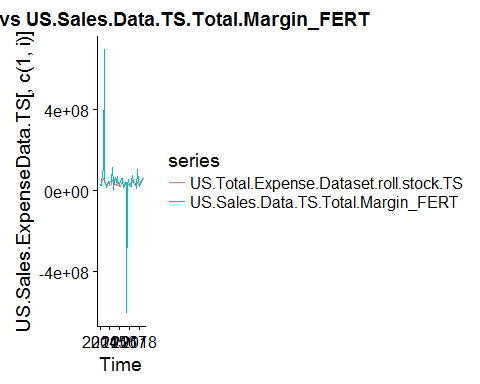 vs US.Sales.Data.TS.Total.Margin_FERT
US.Sales.ExpenseData.TS[, c(1, i)]
4e+08
0e+00
-4e+08
series
US.Total.Expense.Dataset.roll.stock.TS
US.Sales.Data.TS.Total.Margin_FERT
Time